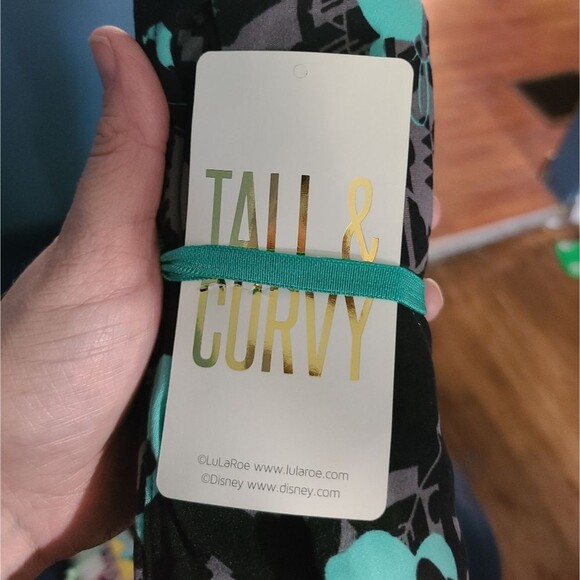 TALL &
CURVY
©LuLaRoe www.lularoe.com
©Disney www.disney.com